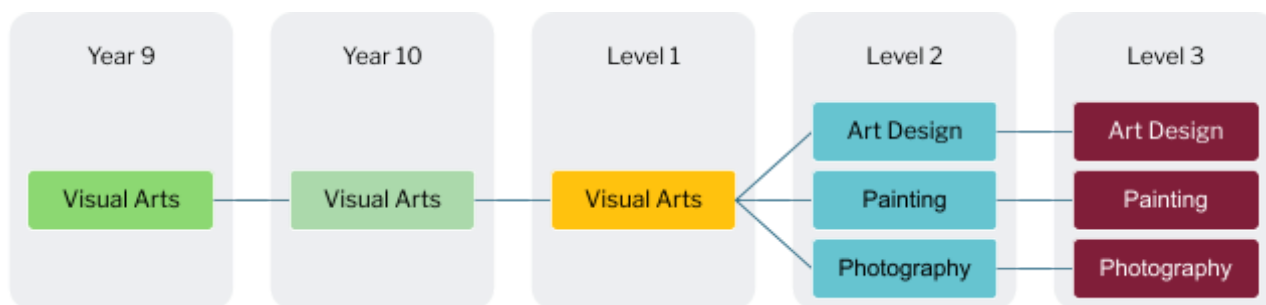 Year 9
Year 10
Level 1
Level 2
Level 3
Visual Arts
Visual Arts
Visual Arts
Art Design
Painting
Photography
Art Design
Painting
Photography